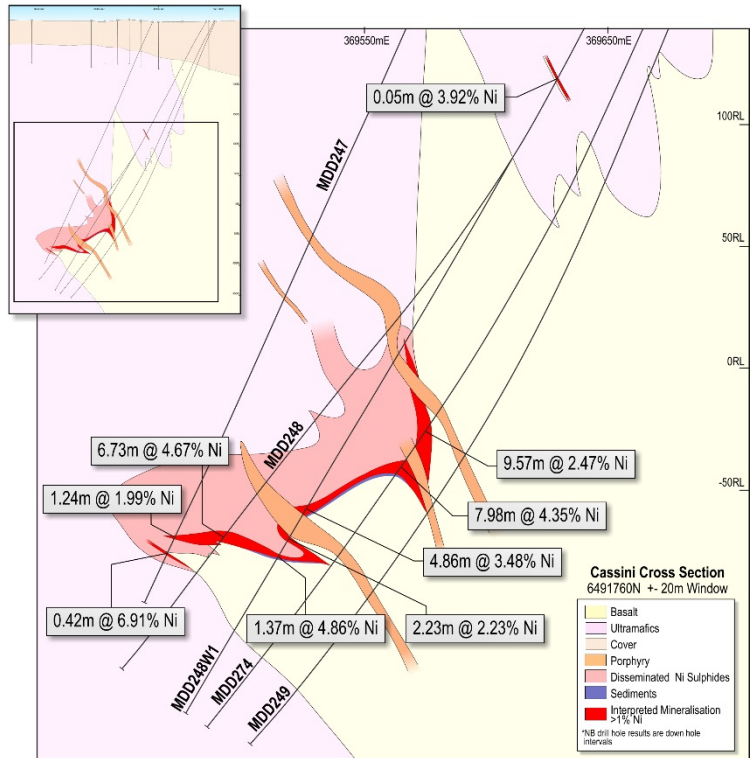 369550mE
369650mE
0.05m @ 3.92% Ni
100RL
MDD247
50RL
0RL
MDD248
6.73m @ 4.67% Ni
9.57m @ 2.47% Ni
-50RL
1.24m @ 1.99% Ni
7.98m @ 4.35% Ni
4.86m @ 3.48% Ni
0.42m @ 6.91% Ni
1.37m @ 4.86% Ni
2.23m @ 2.23% Ni
MDD248W1
MDD274
MDD249
Cassini Cross Section
6491760N +- 20m Window
Basalt
Ultramafics
Cover
Porphyry
Disseminated Ni Sulphides
Sediments
Interpreted Mineralisation
>1% Ni
*NB drill hole results are down hole
intervals